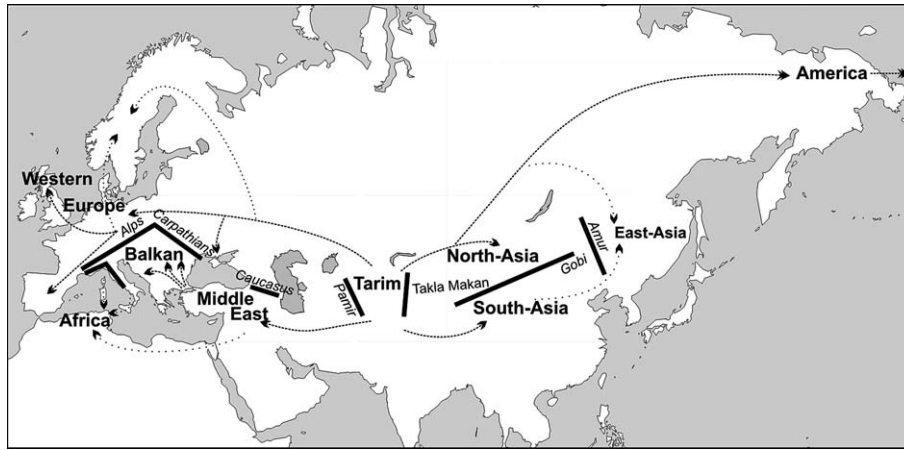 America
Western
Europe
Alps
Carpathians
Balkan
Caucasus
Middle
East
Africa
Pamir
Tarim
Takla Makan
North-Asia
South-Asia
Gobi
Amur
East-Asia